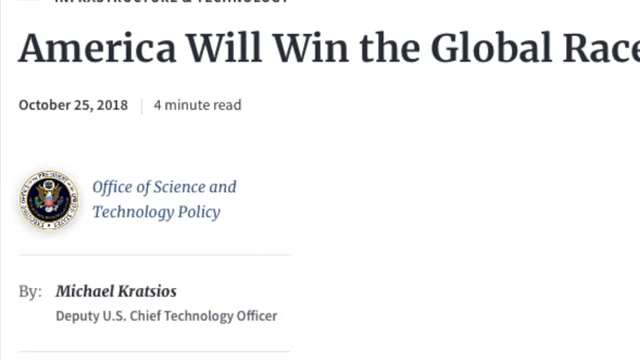 INFRASTRUCTURE & TECHNOLOGY
America Will Win the Global Race
October 25, 2018 4 minute read
Office of Science and
Technology Policy
By: Michael Kratsios
Deputy U.S. Chief Technology Officer